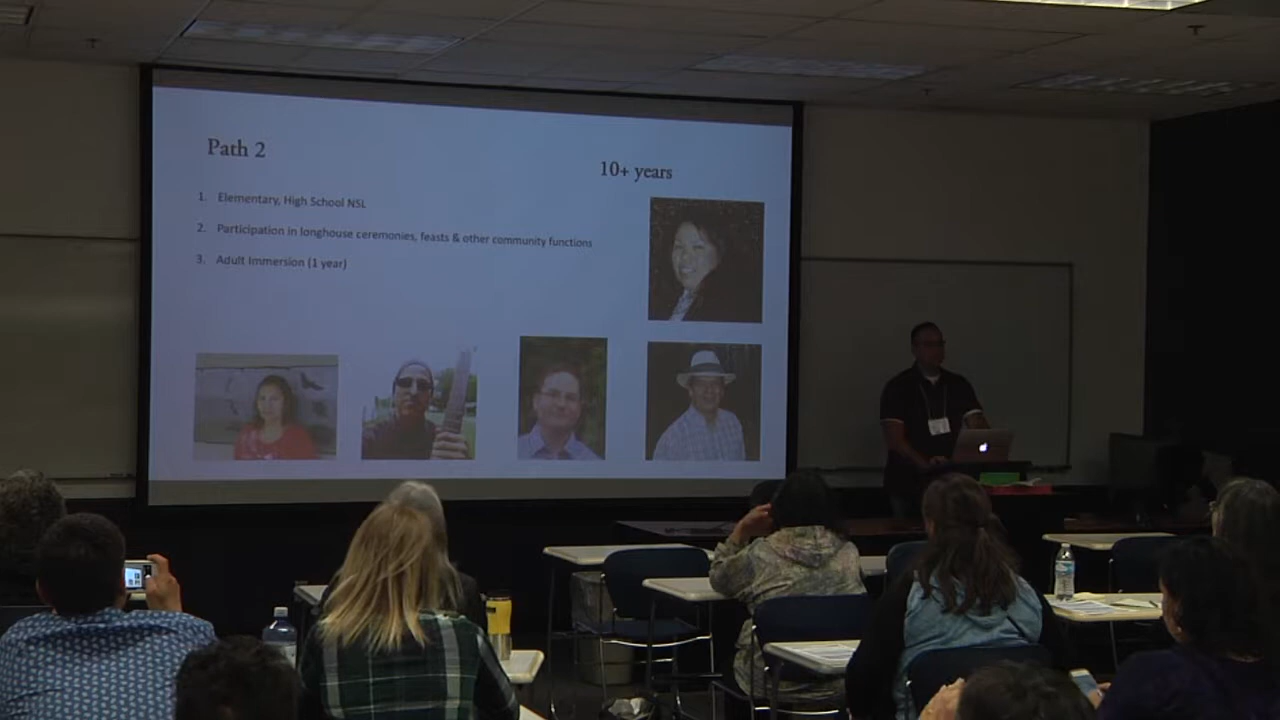 Path 2
10+ years
1. Elementary, High School NSL
2. Participation in longhouse ceremonies, feasts & other community functions
3. Adult Immersion (1 year)